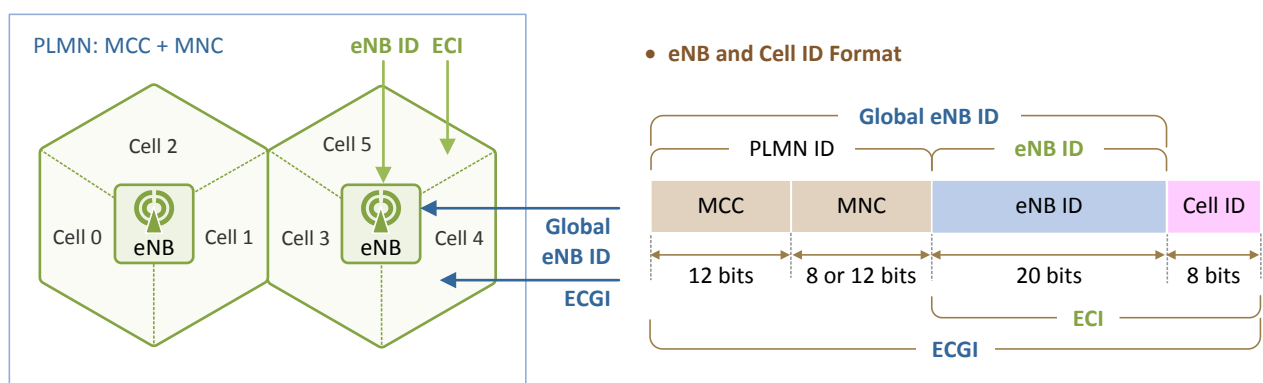 PLMN: MCC + MNC
eNB ID ECI
Cell 2
Cell 5
Cell 0
eNB
Cell 1
Cell 3
eNB
Cell 4
Global
eNB ID
ECGI
• eNB and Cell ID Format
Global eNB ID
PLMN ID
eNB ID
MCC
MNC
eNB ID
Cell ID
12 bits
8 or 12 bits
20 bits
8 bits
ECI
ECGI